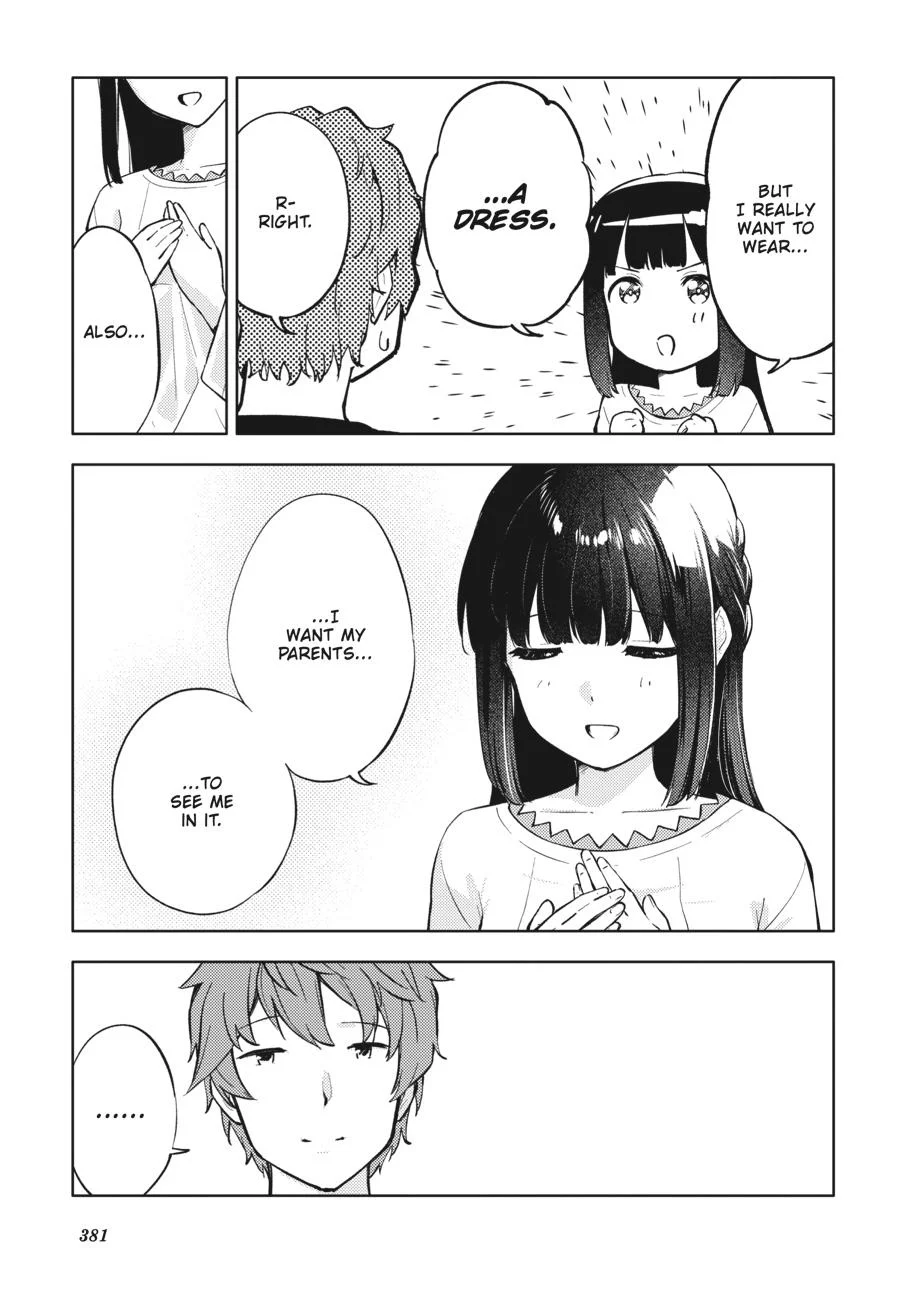 BUT
I REALLY
WANT TO
WEAR...
...A
DRESS.
R-
RIGHT.
ALSO...
...I
WANT MY
PARENTS...
...TO
SEE ME
IN IT.
......
381